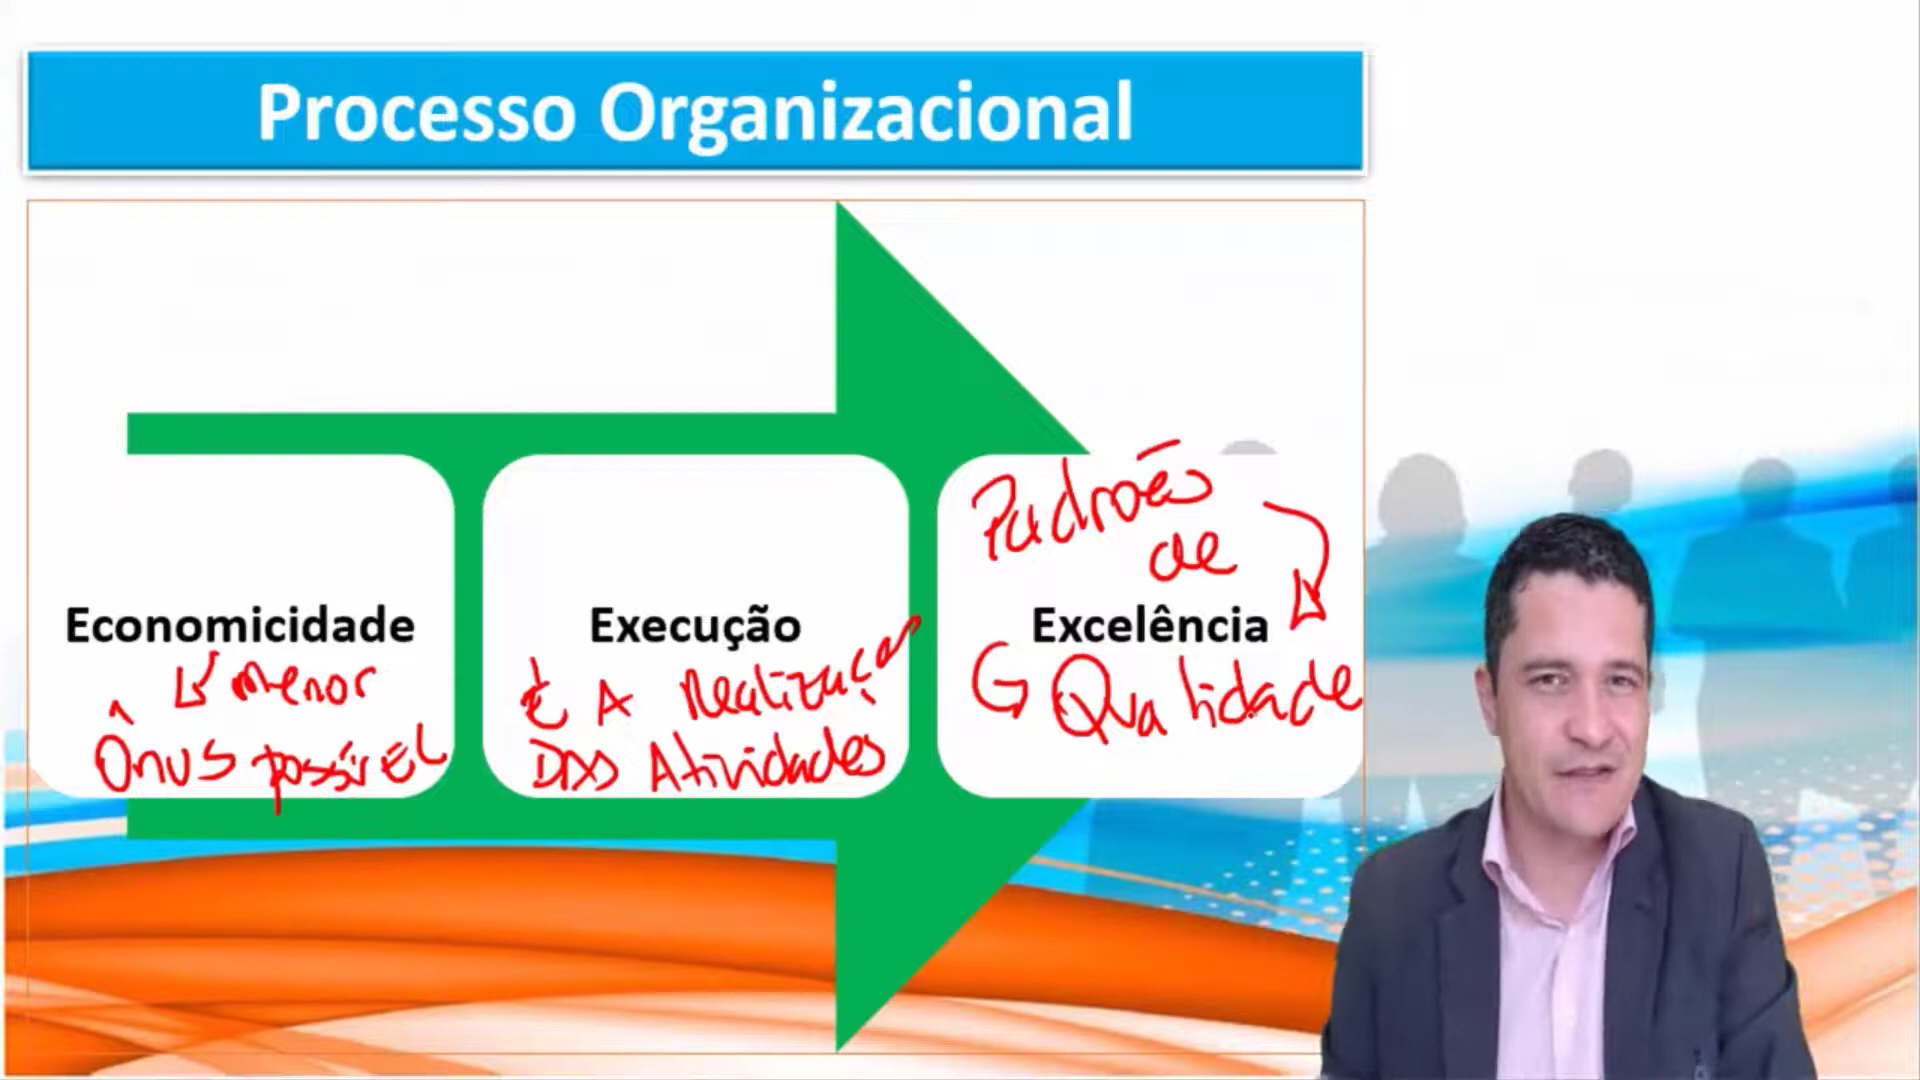 Processo Organizacional
Economicidade
menor
Ônus possível
Execução
É A Realização
DAS Atividades
Padrões
de
Excelência
Qualidade